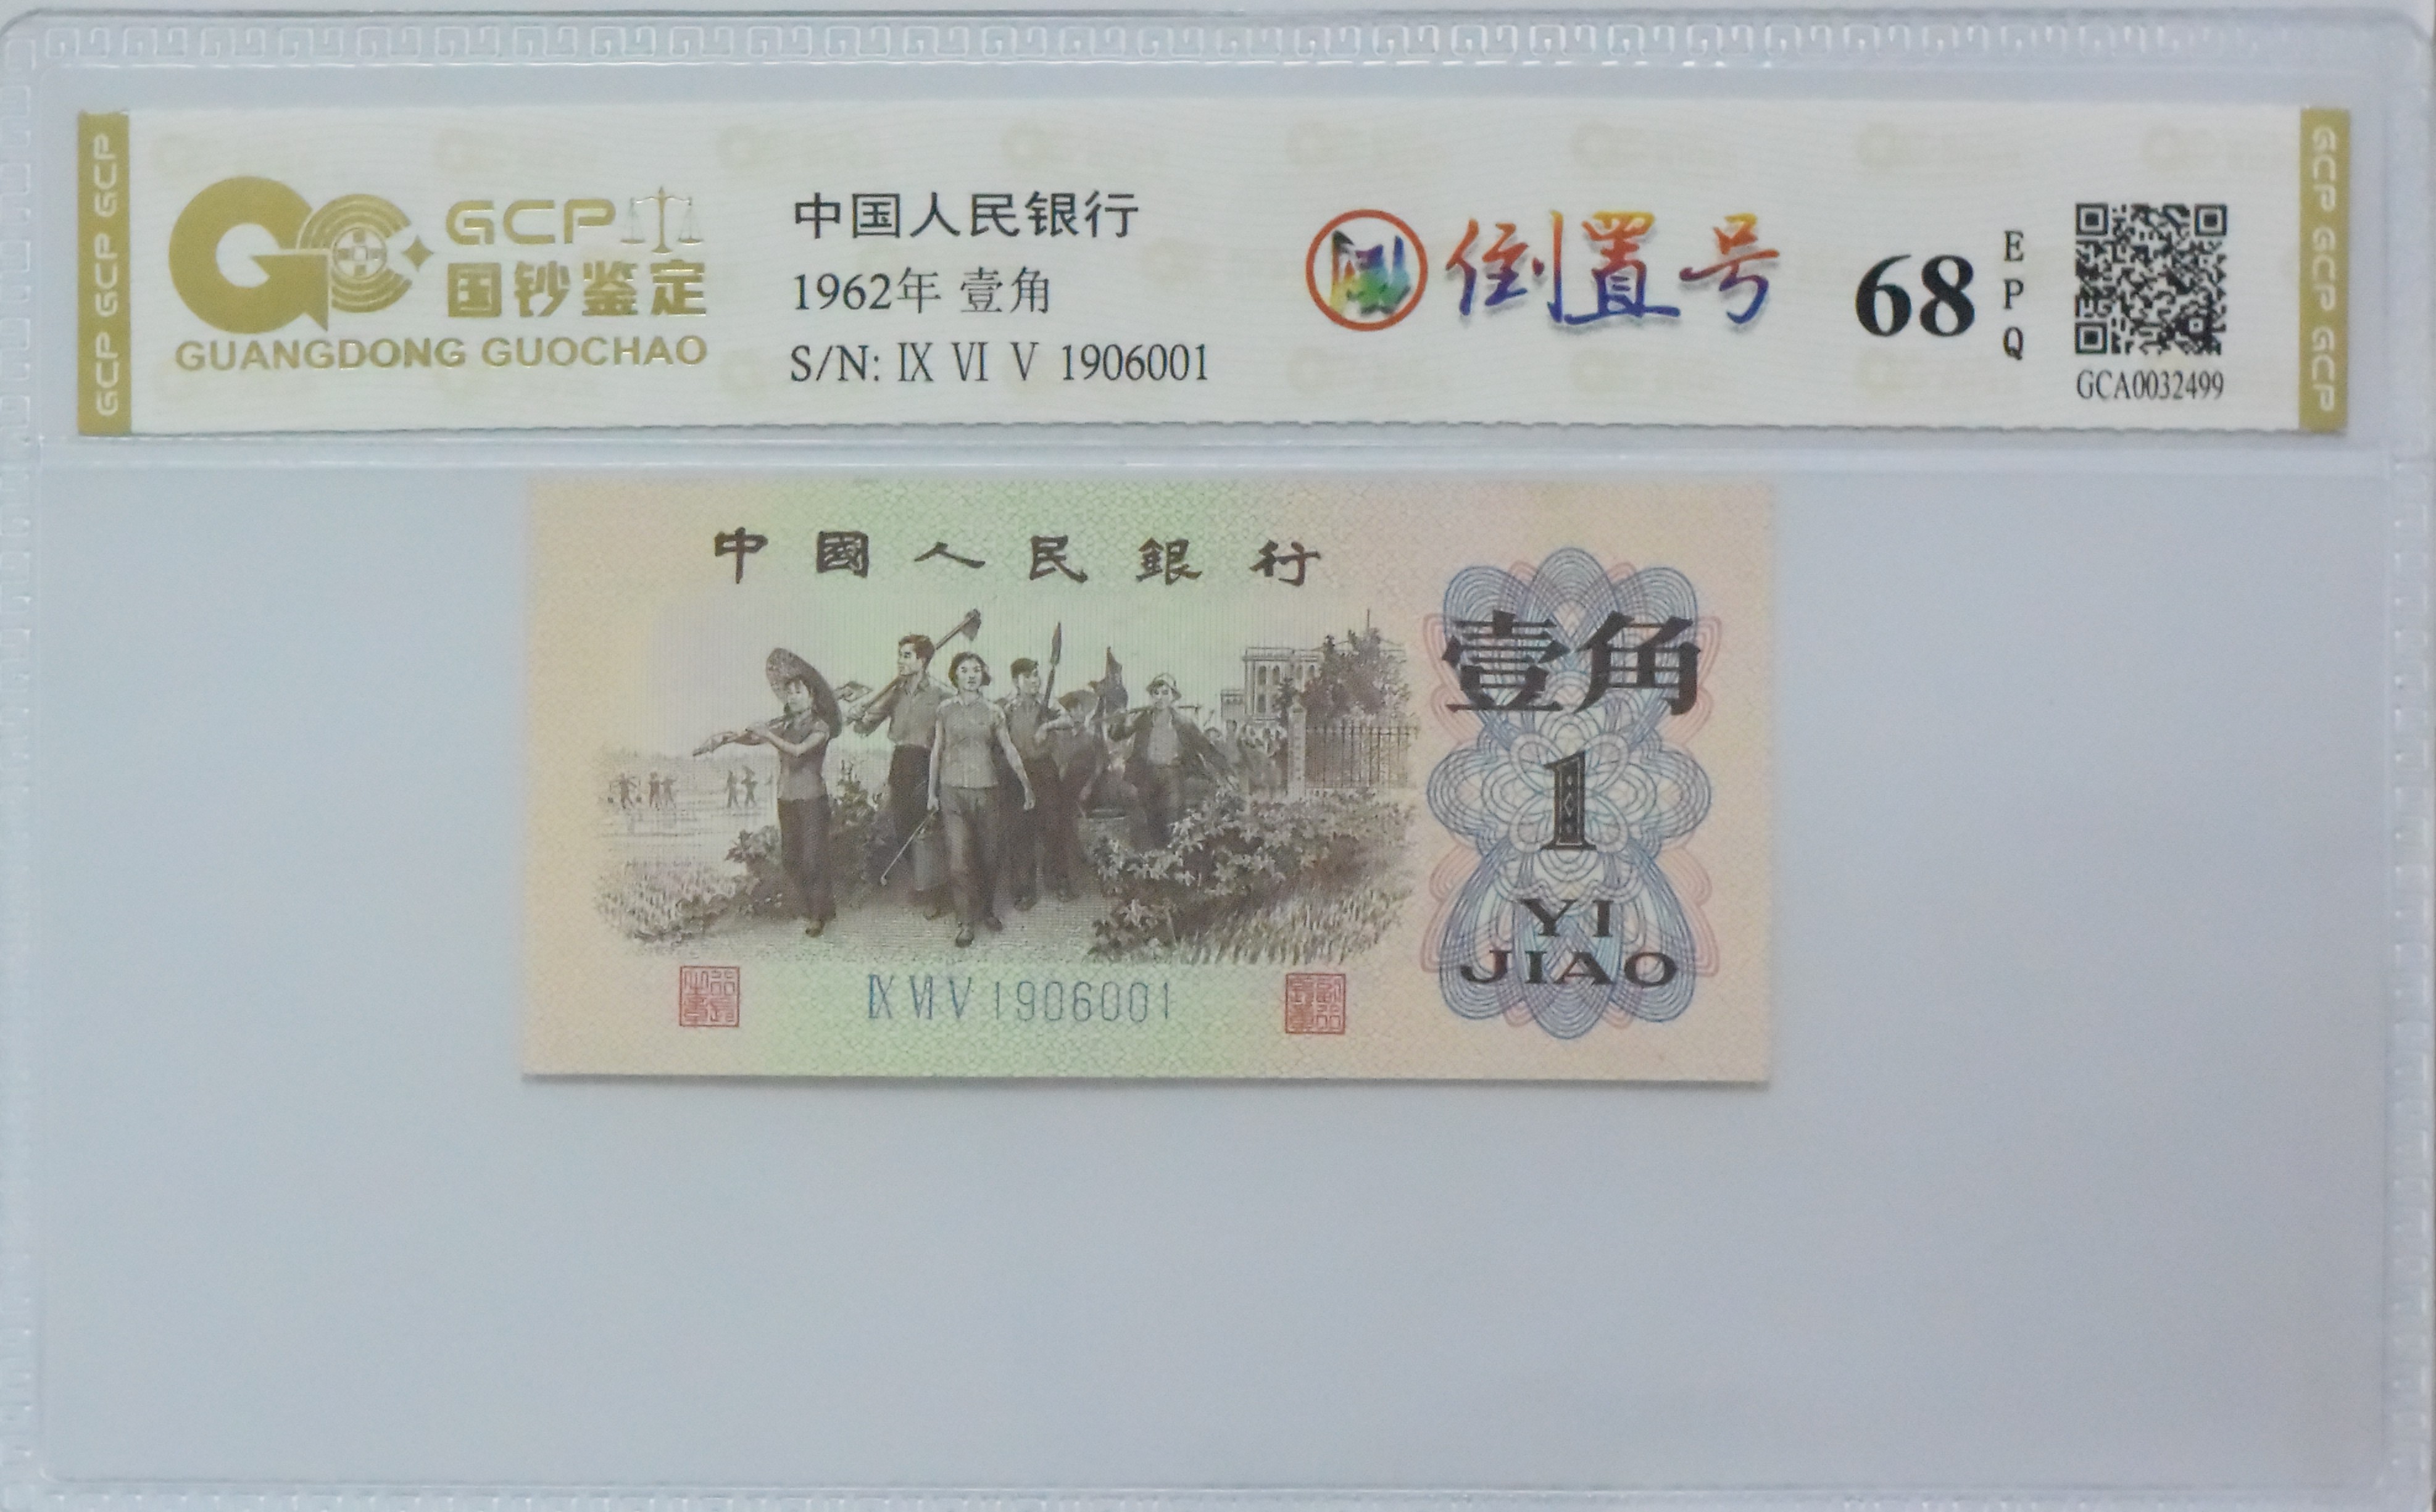 GCP GCP GCP
GCP
国钞鉴定
GUANGDONG GUOCHAO
中国人民银行
1962年 壹角
S/N: Ⅸ Ⅵ Ⅴ 1906001
倒置号
68
E
P
Q
GCA0032499
GCP GCP GCP
中國人民銀行
壹角
1
YI
JIAO
Ⅸ Ⅵ Ⅴ 1906001